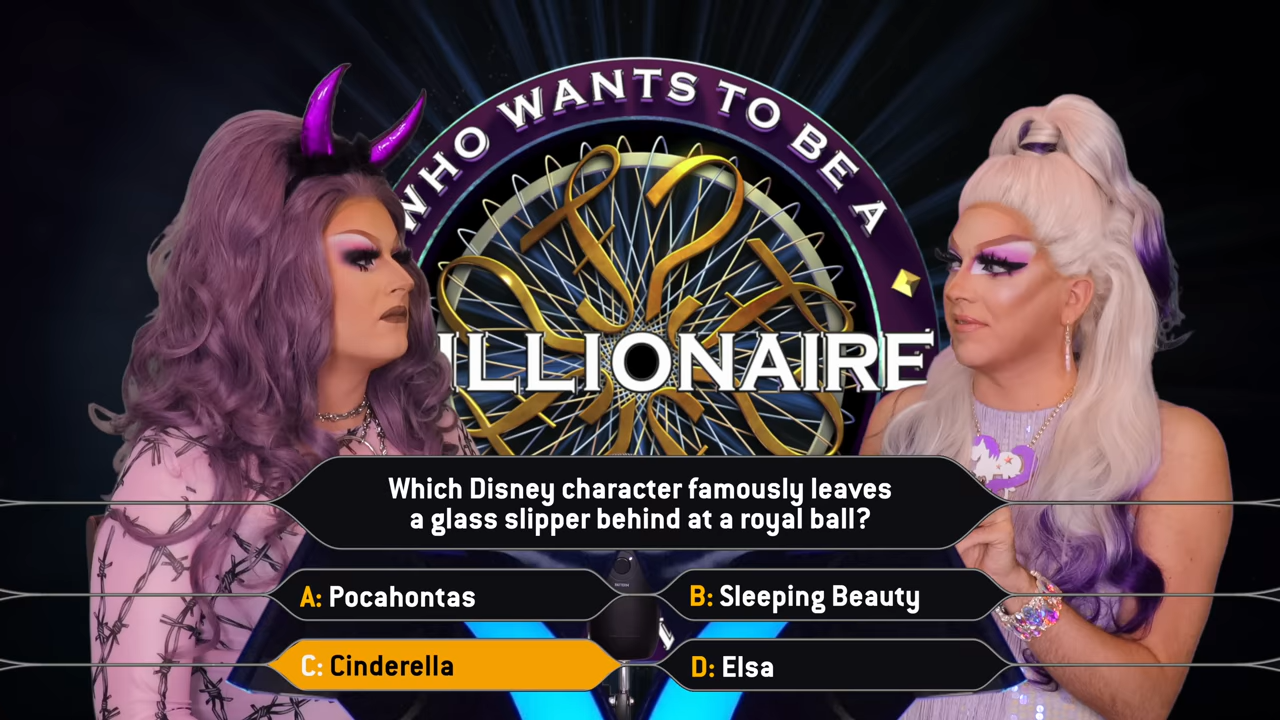 WHO WANTS TO BE A
ILLIONAIRE
Which Disney character famously leaves
a glass slipper behind at a royal ball?
A: Pocahontas
B: Sleeping Beauty
C: Cinderella
D: Elsa